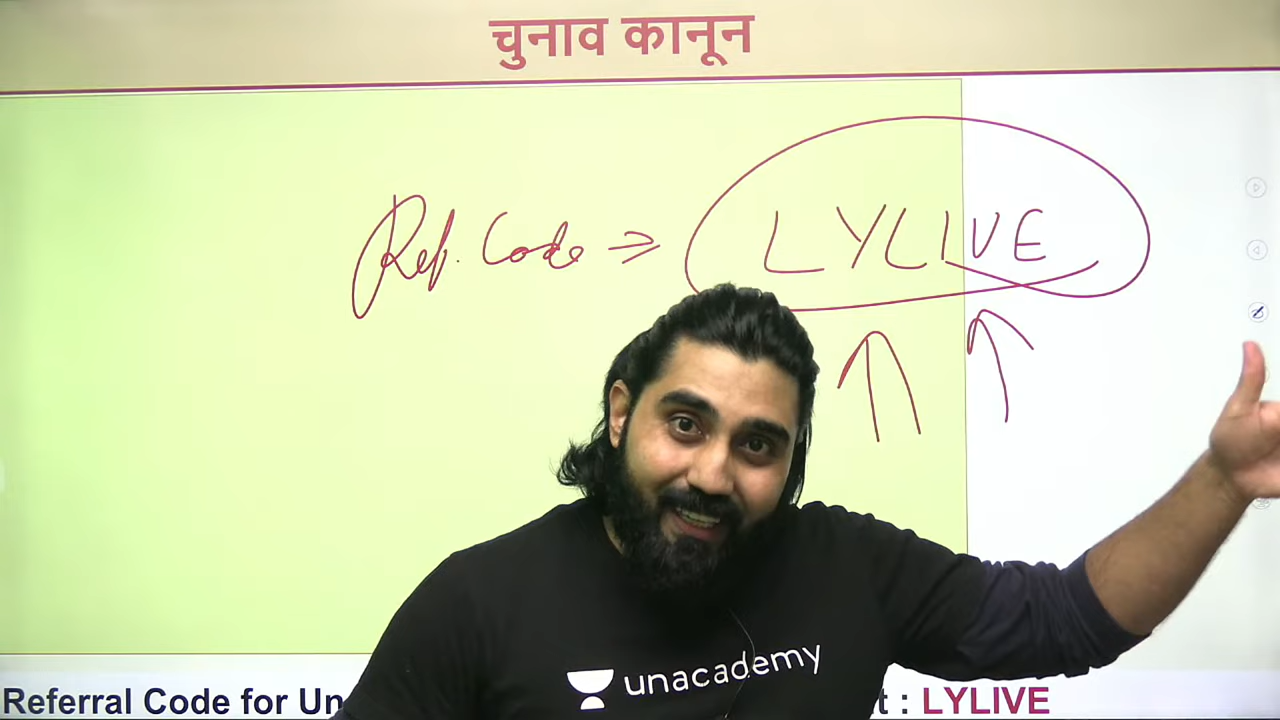 चुनाव कानून
Ref. Code ⇒ LYLIVE
unacademy
Referral Code for Un t : LYLIVE